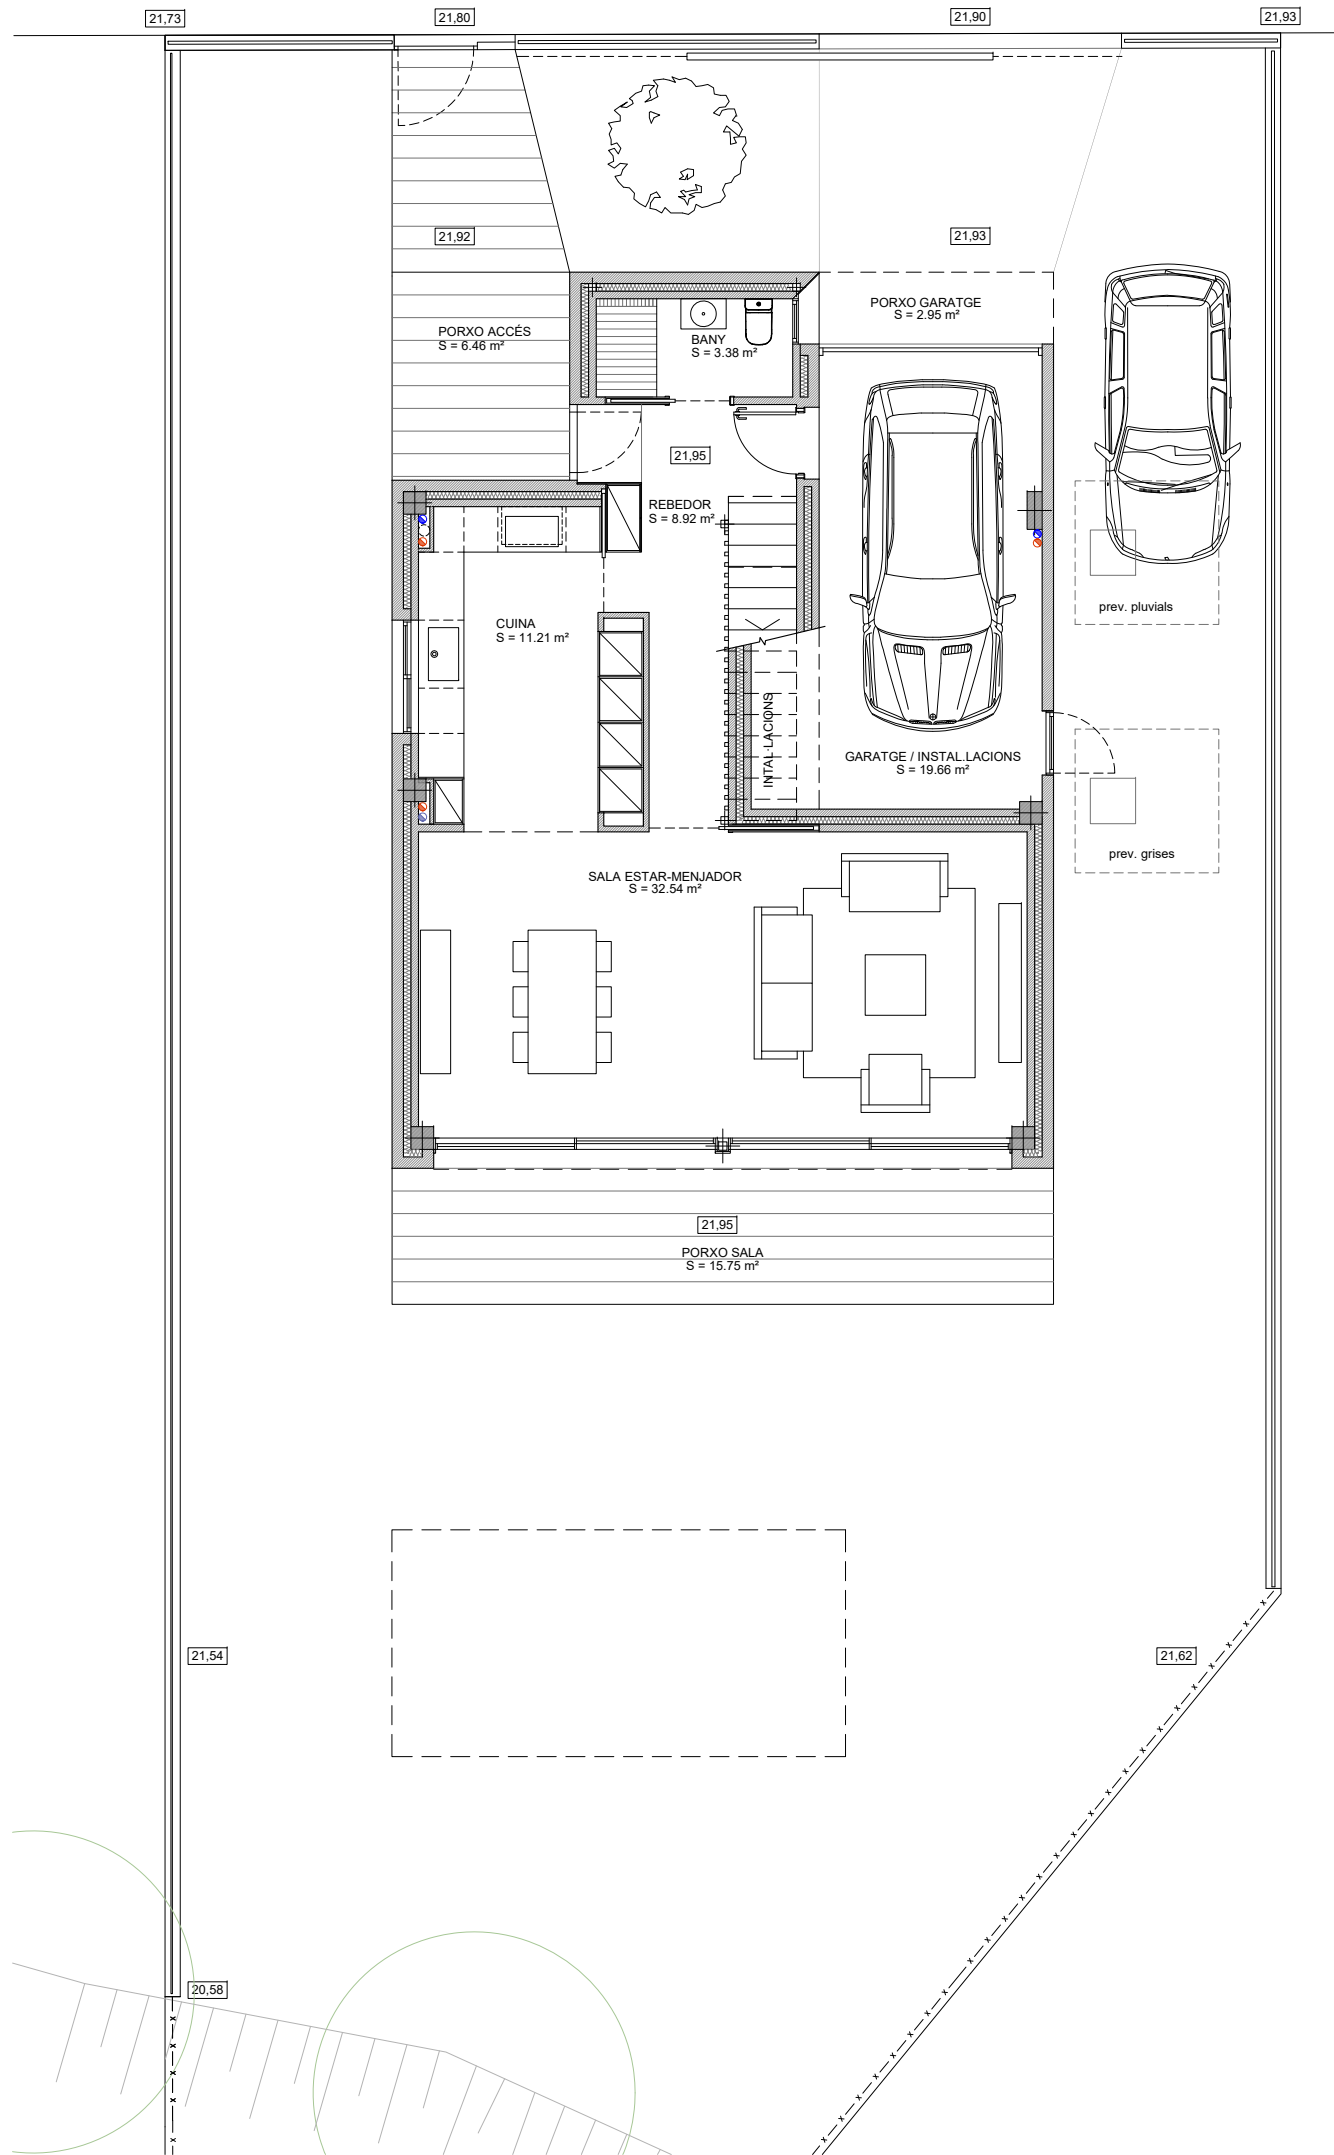 21,73
21,80
21,90
21,93
21,92
21,93
PORXO GARATGE
S = 2.95 m²
PORXO ACCÉS
S = 6.46 m²
BANY
S = 3.38 m²
21,95
REBEDOR
S = 8.92 m²
CUINA
S = 11.21 m²
prev. pluvials
INTAL·LACIONS
GARATGE / INSTAL.LACIONS
S = 19.66 m²
prev. grises
SALA ESTAR-MENJADOR
S = 32.54 m²
21,95
PORXO SALA
S = 15.75 m²
21,54
21,62
20,58